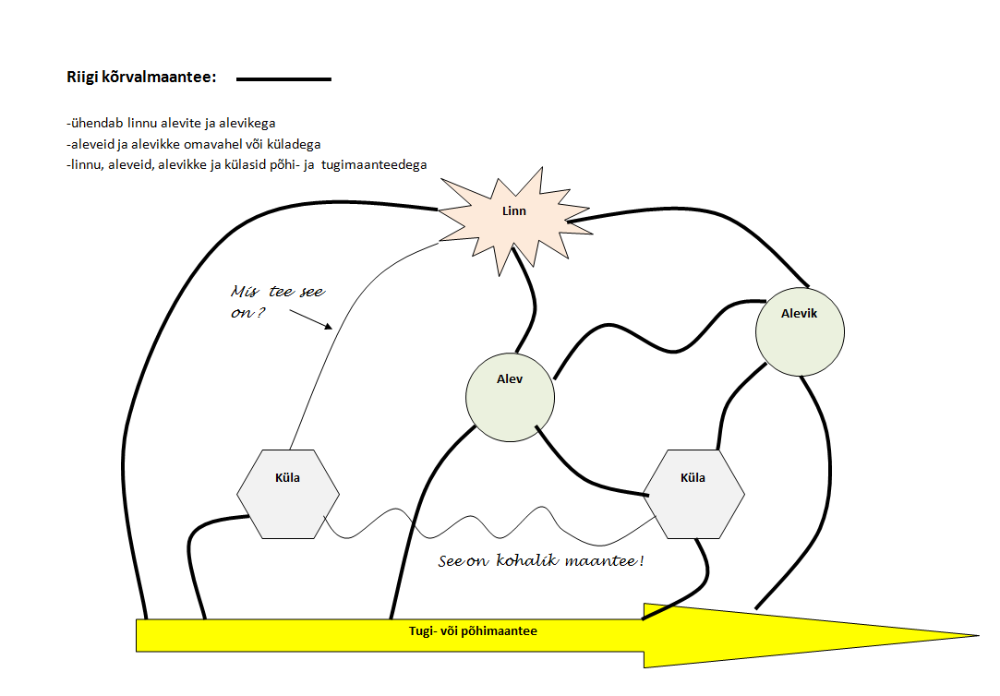 Riigi kõrvalmaantee:
-ühendab linnu alevite ja alevikega
-aleveid ja alevikke omavahel või küladega
-linnu, aleveid, alevikke ja külasid põhi- ja tugimaanteedega
Linn
Mis tee see
on?
Alevik
Alev
Küla
Küla
See on kohalik maantee!
Tugi- või põhimaantee